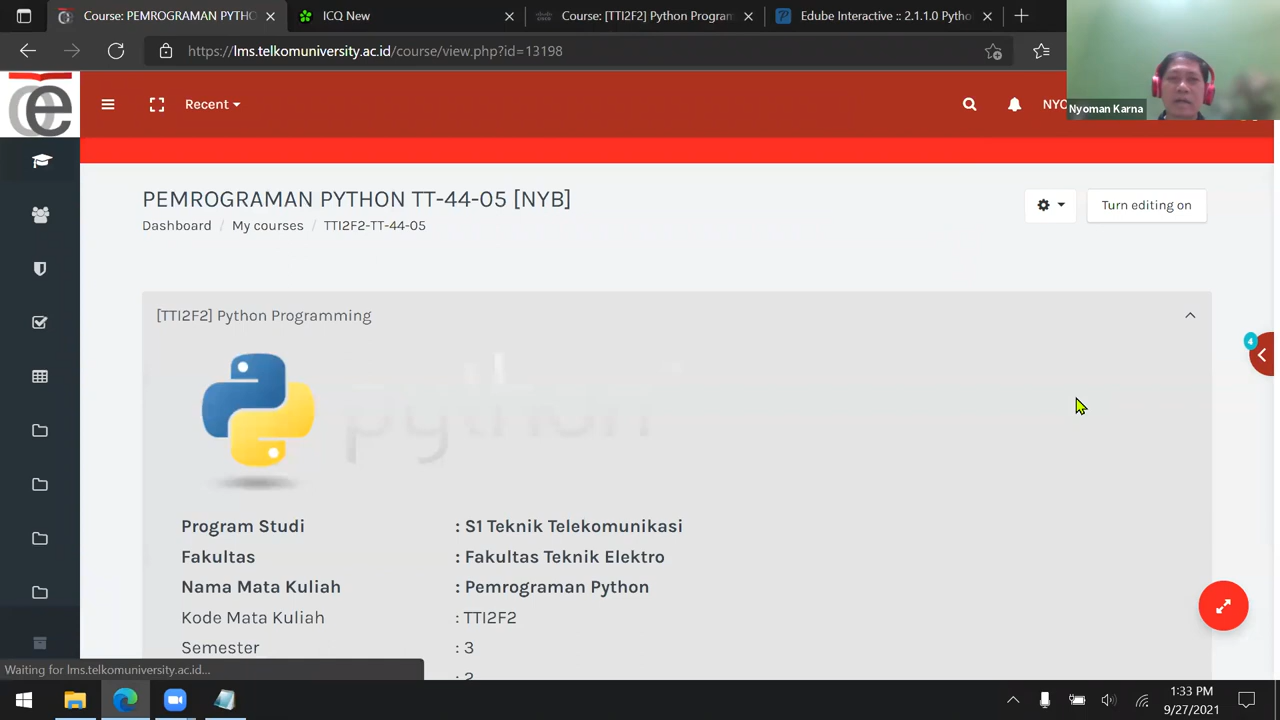 Course: PEMROGRAMAN PYTHO
ICQ New
Course: [TTI2F2] Python Program
Edube Interactive :: 2.1.1.0 Pytho
https://lms.telkomuniversity.ac.id/course/view.php?id=13198
Nyoman Karna
Recent
NYO
PEMROGRAMAN PYTHON TT-44-05 [NYB]
Turn editing on
Dashboard / My courses / TTI2F2-TT-44-05
[TTI2F2] Python Programming
4
python
Program Studi : S1 Teknik Telekomunikasi
Fakultas : Fakultas Teknik Elektro
Nama Mata Kuliah : Pemrograman Python
Kode Mata Kuliah : TTI2F2
Semester : 3
: 2
Waiting for lms.telkomuniversity.ac.id...
1:33 PM
9/27/2021